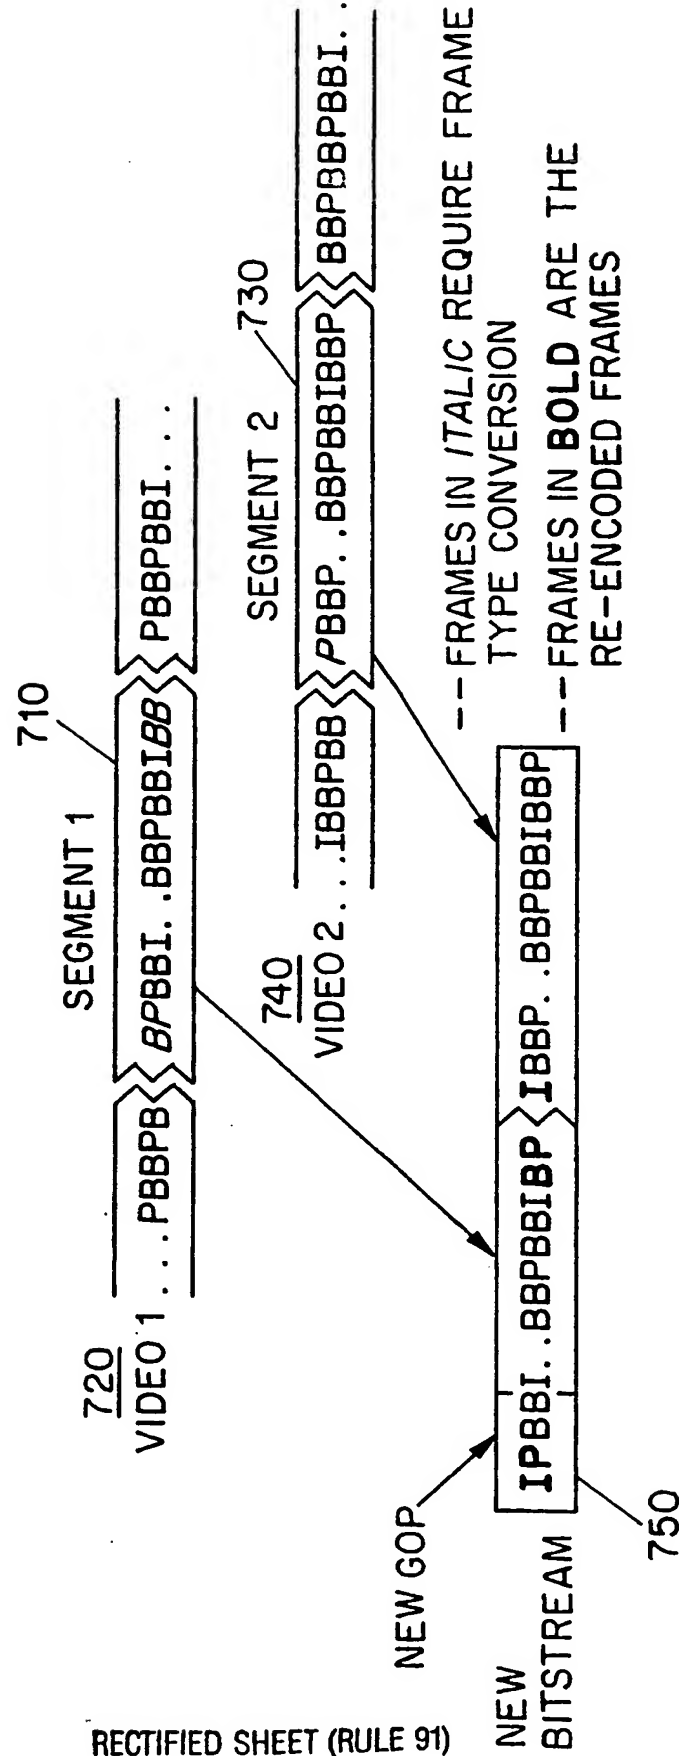 710
SEGMENT 1
720
VIDEO 1 ....PBBPB BPBBI. .BBPBBIBB PBBPBBI....
SEGMENT 2
730
740
VIDEO 2 ....IBBPBB PBBP. .BBPBBIBBP BBPBBPBBI. .
NEW GOP
NEW
BITSTREAM
IPBBI. .BBPBBIBP IBBP. .BBPBBIBBP
750
--FRAMES IN ITALIC REQUIRE FRAME
TYPE CONVERSION
--FRAMES IN BOLD ARE THE
RE-ENCODED FRAMES
RECTIFIED SHEET (RULE 91)